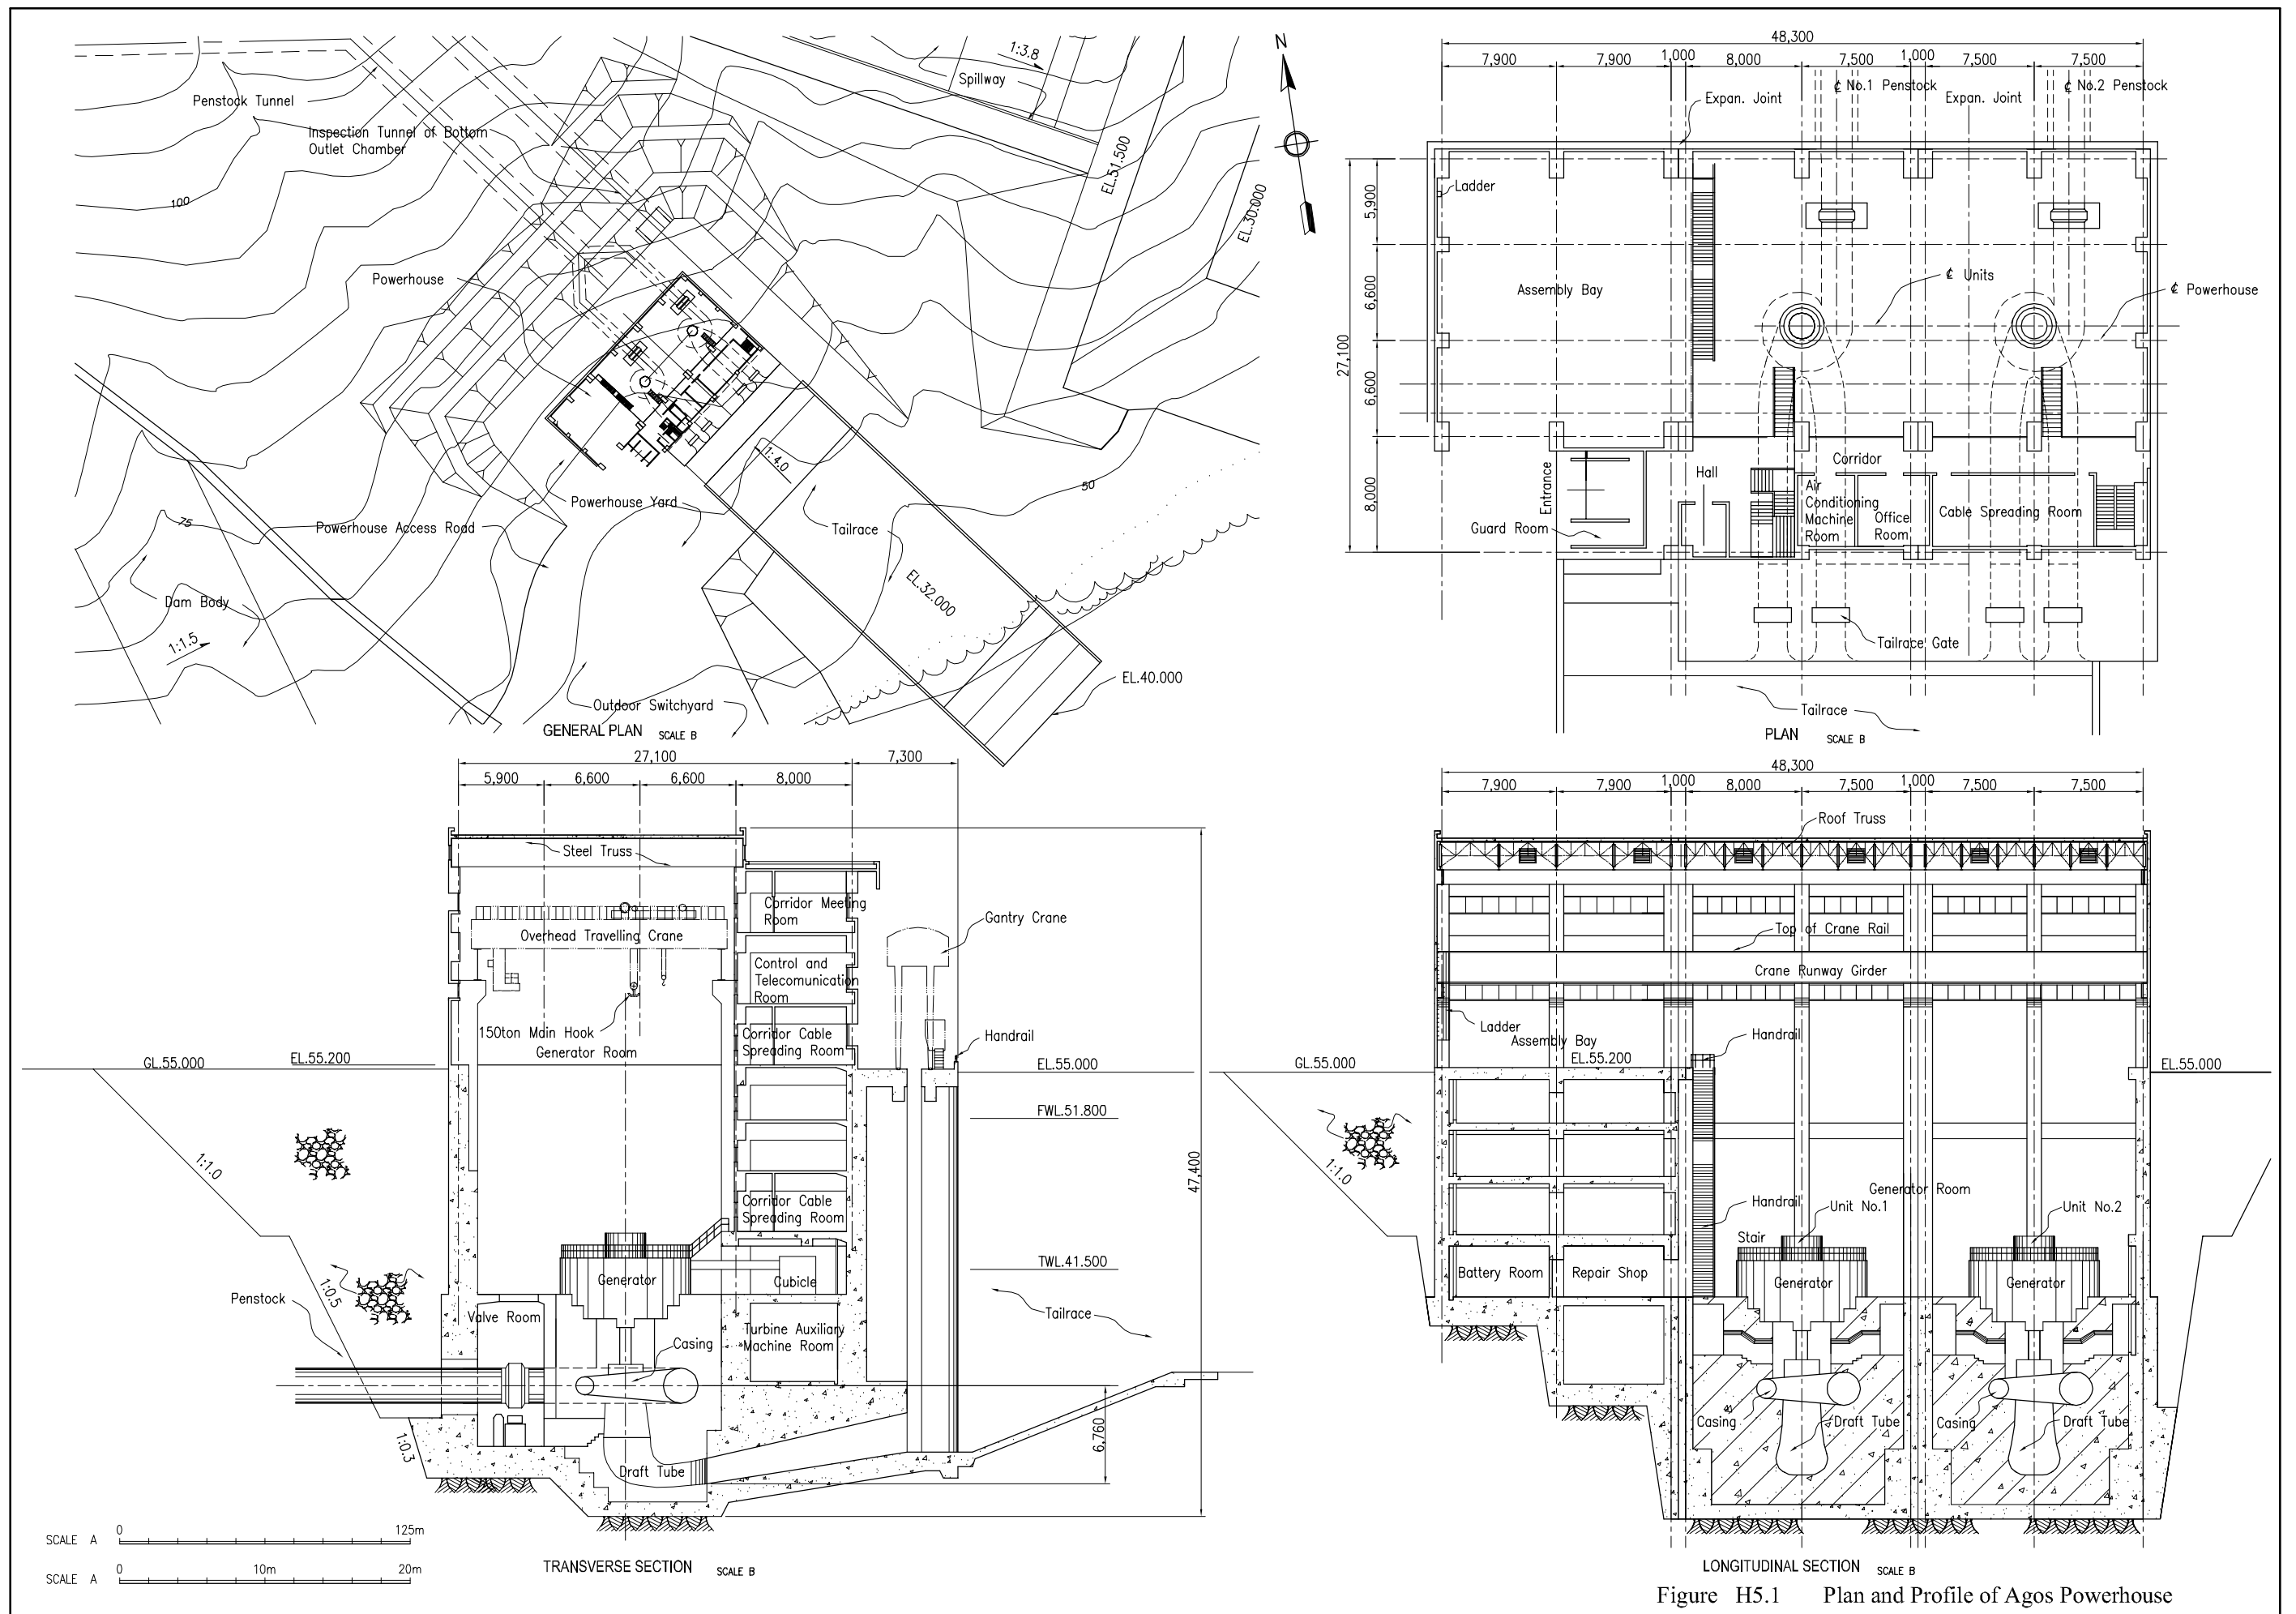 Penstock Tunnel
Inspection Tunnel of Bottom
Outlet Chamber
100
Powerhouse
Spillway
1:3.8
EL.51.500
EL.30.000
N
Powerhouse Yard
Powerhouse Access Road
75
Dam Body
1:1.5
1:4.0
Tailrace
50
EL.32.000
EL.40.000
Outdoor Switchyard
GENERAL PLAN SCALE B
48,300
7,900 7,900 1,000 8,000 7,500 1,000 7,500 7,500
Expan. Joint
℄ No.1 Penstock
Expan. Joint
℄ No.2 Penstock
Ladder
27,100
5,900
6,600
6,600
8,000
Assembly Bay
℄ Units
℄ Powerhouse
Entrance
Guard Room
Hall
Corridor
Air
Conditioning
Machine
Room
Office
Room
Cable Spreading Room
Tailrace Gate
Tailrace
PLAN SCALE B
27,100 7,300
5,900 6,600 6,600 8,000
Steel Truss
Corridor Meeting
Room
Overhead Travelling Crane
Gantry Crane
Control and
Telecomunication
Room
150ton Main Hook
Generator Room
Corridor Cable
Spreading Room
Handrail
GL.55.000
EL.55.200
EL.55.000
FWL.51.800
47,400
1:1.0
Corridor Cable
Spreading Room
TWL.41.500
Generator
Cubicle
1:0.5
Penstock
Valve Room
Casing
Turbine Auxiliary
Machine Room
Tailrace
6,760
1:0.3
Draft Tube
SCALE A 0 125m
SCALE A 0 10m 20m
TRANSVERSE SECTION SCALE B
48,300
7,900 7,900 1,000 8,000 7,500 1,000 7,500 7,500
Roof Truss
Top of Crane Rail
Crane Runway Girder
Ladder
Assembly Bay
Handrail
GL.55.000
EL.55.200
EL.55.000
1:1.0
Generator Room
Handrail
Unit No.1
Unit No.2
Stair
Battery Room
Repair Shop
Generator
Generator
Casing
Draft Tube
Casing
Draft Tube
LONGITUDINAL SECTION SCALE B
Figure H5.1 Plan and Profile of Agos Powerhouse